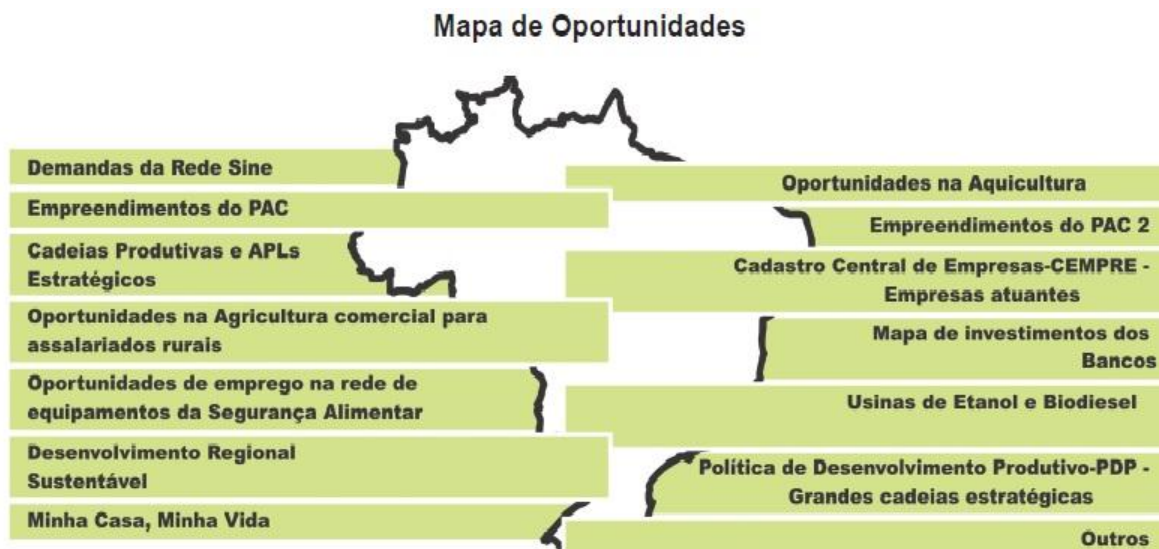 Mapa de Oportunidades
Demandas da Rede Sine
Empreendimentos do PAC
Cadeias Produtivas e APLs
Estratégicos
Oportunidades na Agricultura comercial para
assalariados rurais
Oportunidades de emprego na rede de
equipamentos da Segurança Alimentar
Desenvolvimento Regional
Sustentável
Minha Casa, Minha Vida
Oportunidades na Aquicultura
Empreendimentos do PAC 2
Cadastro Central de Empresas-CEMPRE -
Empresas atuantes
Mapa de investimentos dos
Bancos
Usinas de Etanol e Biodiesel
Política de Desenvolvimento Produtivo-PDP -
Grandes cadeias estratégicas
Outros